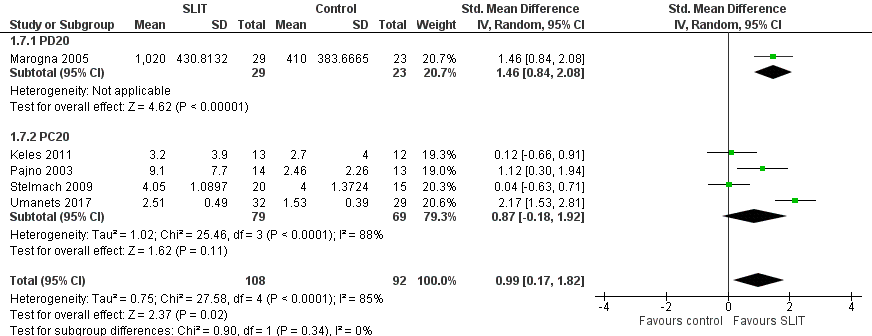 SLIT Control Std. Mean Difference Std. Mean Difference
Study or Subgroup Mean SD Total Mean SD Total Weight IV, Random, 95% CI IV, Random, 95% CI
1.7.1 PD20
Marogna 2005 1,020 430.8132 29 410 383.6665 23 20.7% 1.46 [0.84, 2.08]
Subtotal (95% CI) 29 23 20.7% 1.46 [0.84, 2.08]
Heterogeneity: Not applicable
Test for overall effect: Z = 4.62 (P < 0.00001)
1.7.2 PC20
Keles 2011 3.2 3.9 13 2.7 4 12 19.3% 0.12 [-0.66, 0.91]
Pajno 2003 9.1 7.7 14 2.46 2.26 13 19.0% 1.12 [0.30, 1.94]
Stelmach 2009 4.05 1.0897 20 4 1.3724 15 20.4% 0.04 [-0.63, 0.71]
Umanets 2017 2.51 0.49 32 1.53 0.39 29 20.6% 2.17 [1.53, 2.81]
Subtotal (95% CI) 79 69 79.3% 0.87 [-0.18, 1.92]
Heterogeneity: Tau² = 1.02; Chi² = 25.46, df = 3 (P < 0.0001); I² = 88%
Test for overall effect: Z = 1.62 (P = 0.11)
Total (95% CI) 108 92 100.0% 0.99 [0.17, 1.82]
Heterogeneity: Tau² = 0.75; Chi² = 27.58, df = 4 (P < 0.0001); I² = 85%
Test for overall effect: Z = 2.37 (P = 0.02)
Test for subgroup differences: Chi² = 0.90, df = 1 (P = 0.34), I² = 0%
-4 -2 0 2 4
Favours control Favours SLIT